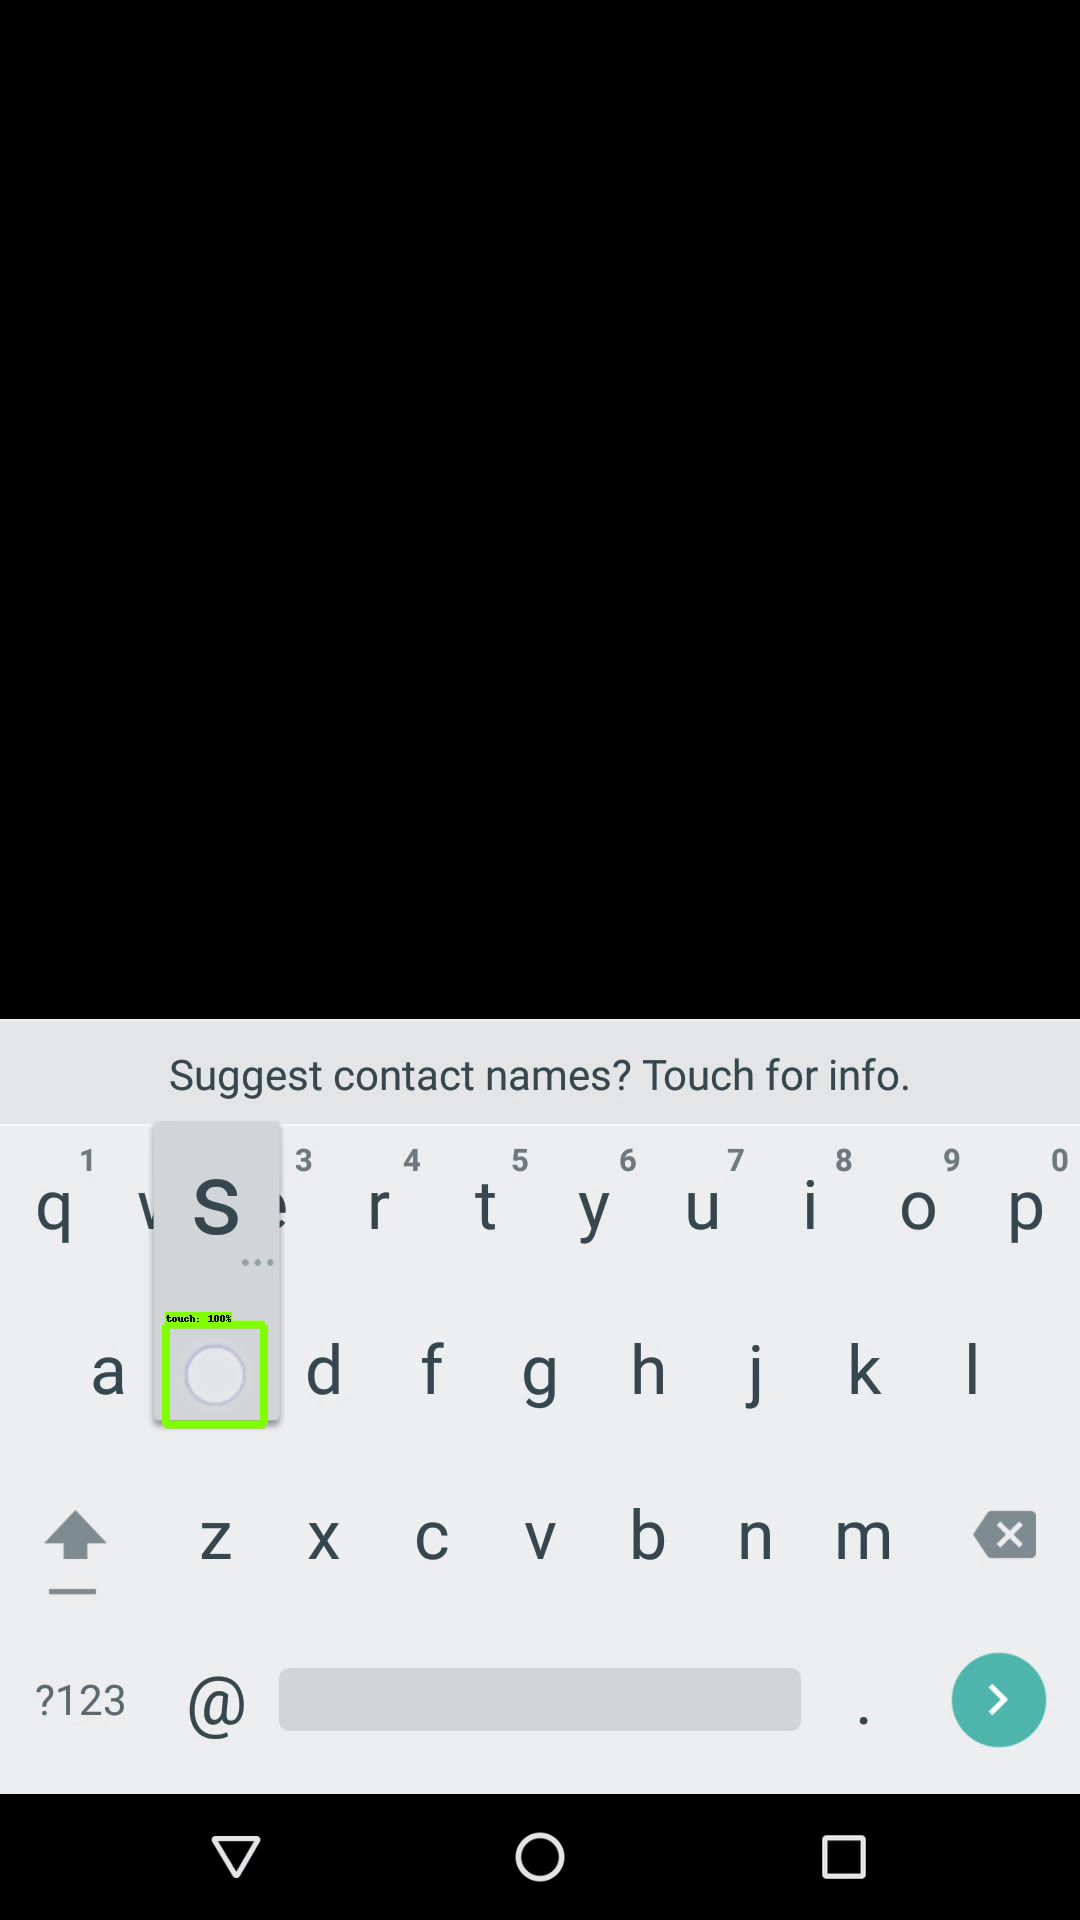 Suggest contact names? Touch for info.
1 3 4 5 6 7 8 9 0
q s r t y u i o p
touch: 100%
a d f g h j k l
z x c v b n m
?123 @ .